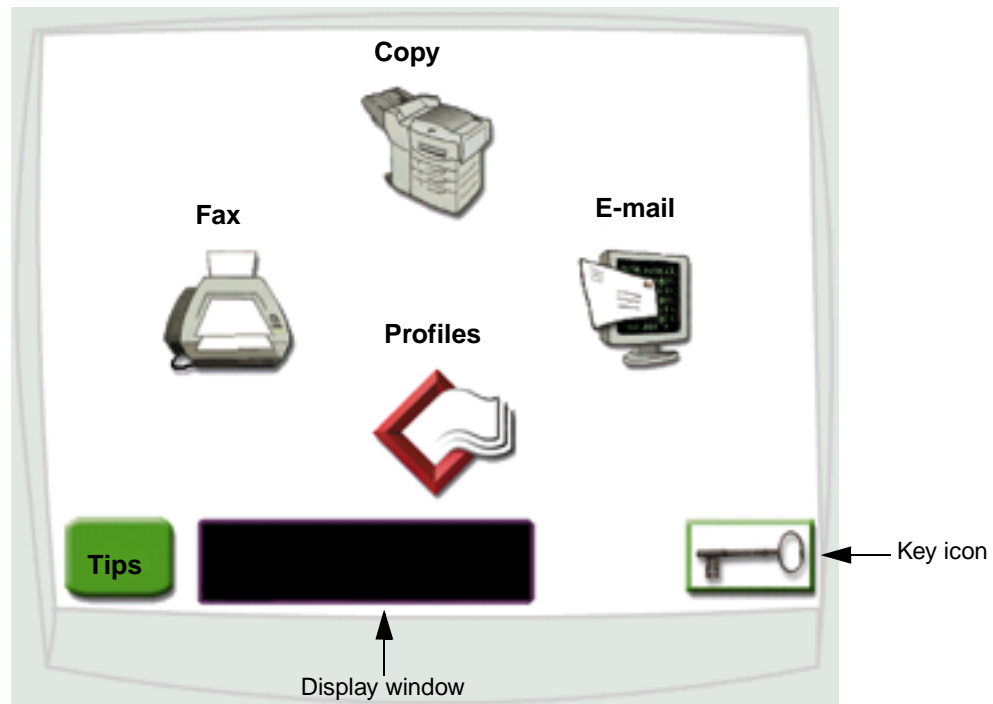 Copy
Fax
E-mail
Profiles
Tips
Key icon
Display window